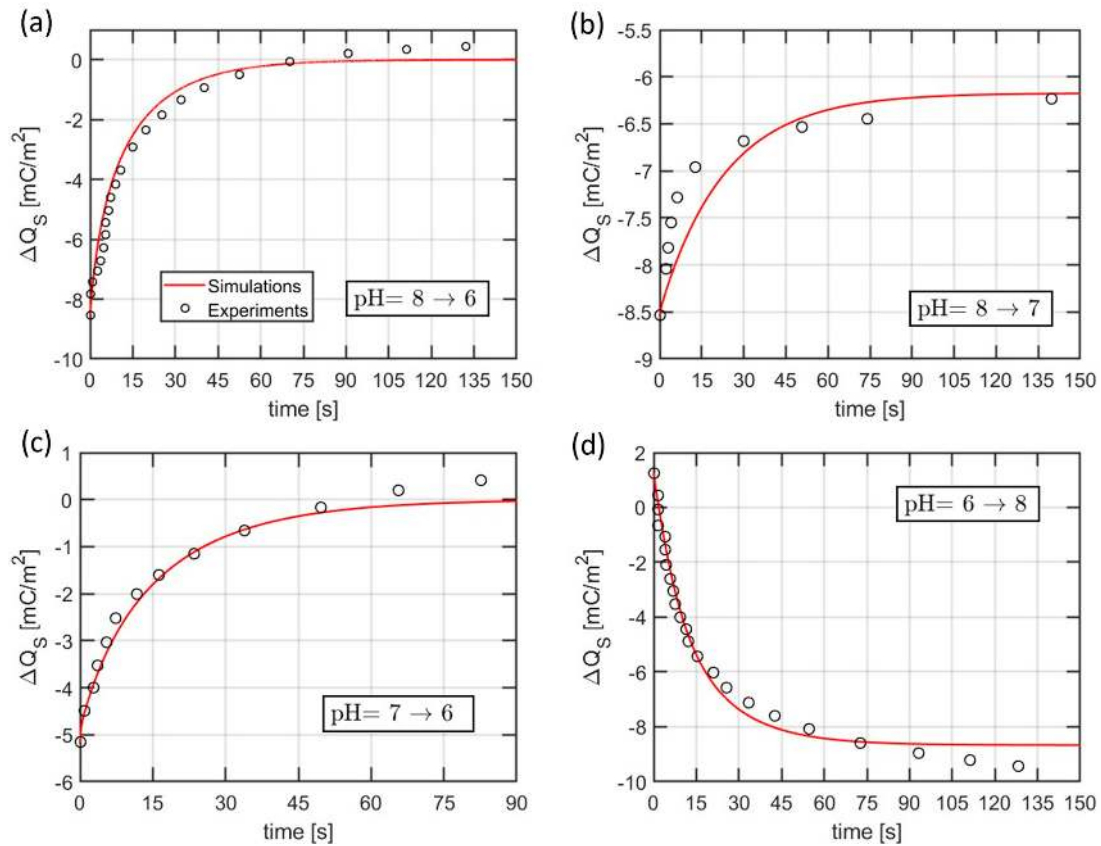 (a)
ΔQ_S [mC/m²]
0
-2
-4
-6
-8
-10
Simulations
Experiments
pH= 8 → 6
0 15 30 45 60 75 90 105 120 135 150
time [s]
(b)
ΔQ_S [mC/m²]
-5.5
-6
-6.5
-7
-7.5
-8
-8.5
-9
pH= 8 → 7
0 15 30 45 60 75 90 105 120 135 150
time [s]
(c)
ΔQ_S [mC/m²]
1
0
-1
-2
-3
-4
-5
-6
pH= 7 → 6
0 15 30 45 60 75 90
time [s]
(d)
ΔQ_S [mC/m²]
2
0
-2
-4
-6
-8
-10
pH= 6 → 8
0 15 30 45 60 75 90 105 120 135 150
time [s]